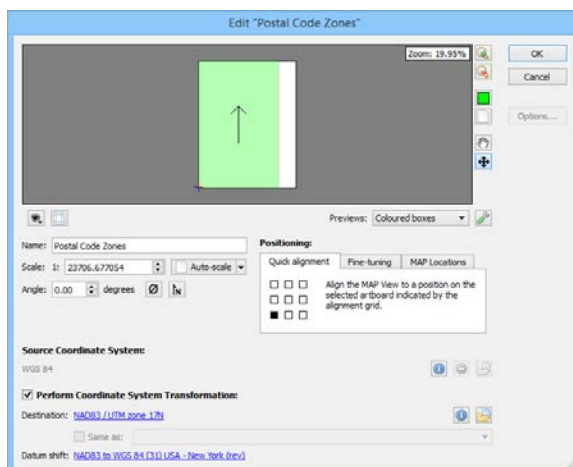 Edit "Postal Code Zones"
Zoom: 19.95%
OK
Cancel
Options...
Previews: Coloured boxes
Name: Postal Code Zones
Scale: 1: 23706.677054 Auto-scale
Angle: 0.00 degrees
Positioning:
Quick alignment Fine-tuning MAP Locations
Align the MAP View to a position on the
selected artboard indicated by the
alignment grid.
Source Coordinate System:
WGS 84
Perform Coordinate System Transformation:
Destination: NAD83 / UTM zone 17N
Same as:
Datum shift: NAD83 to WGS 84 (31) USA - New York (rev)